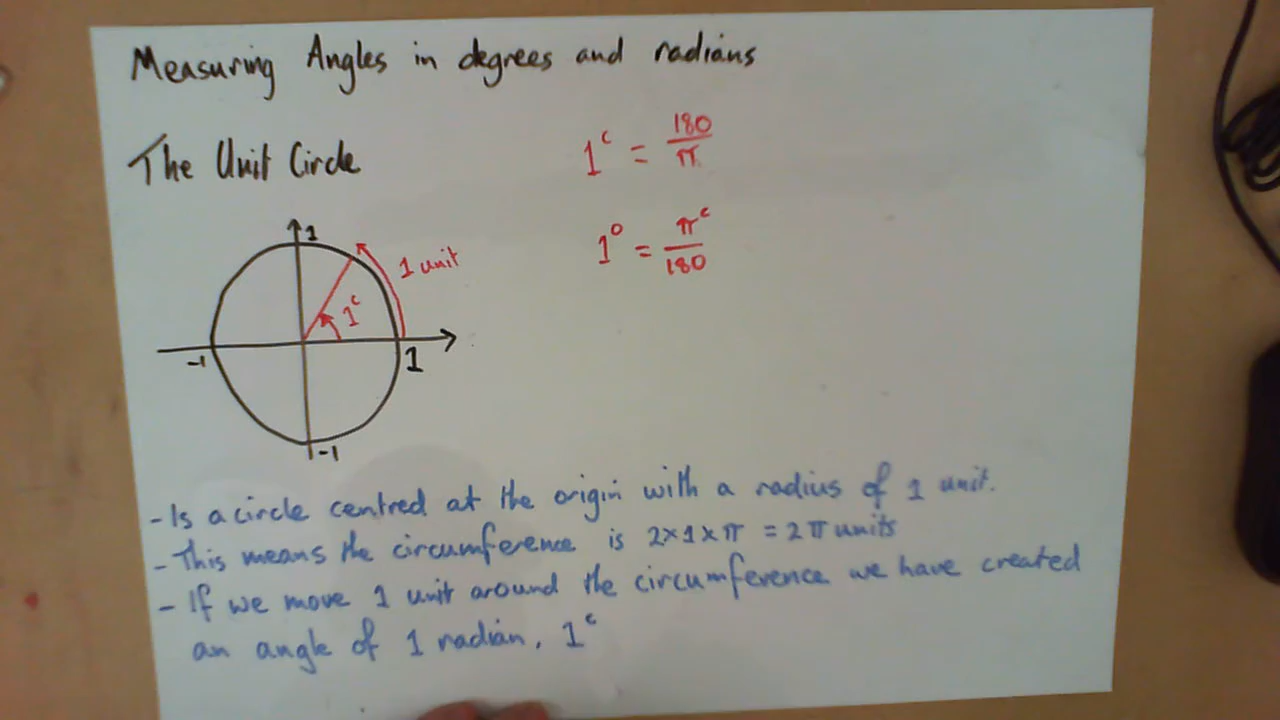 Measuring Angles in degrees and radians
The Unit Circle
1ᶜ = 180/π
1° = πᶜ/180
1
1 unit
1ᶜ
-1
1
-1
- Is a circle centred at the origin with a radius of 1 unit.
- This means the circumference is 2×1×π = 2π units
- If we move 1 unit around the circumference we have created
an angle of 1 radian, 1ᶜ